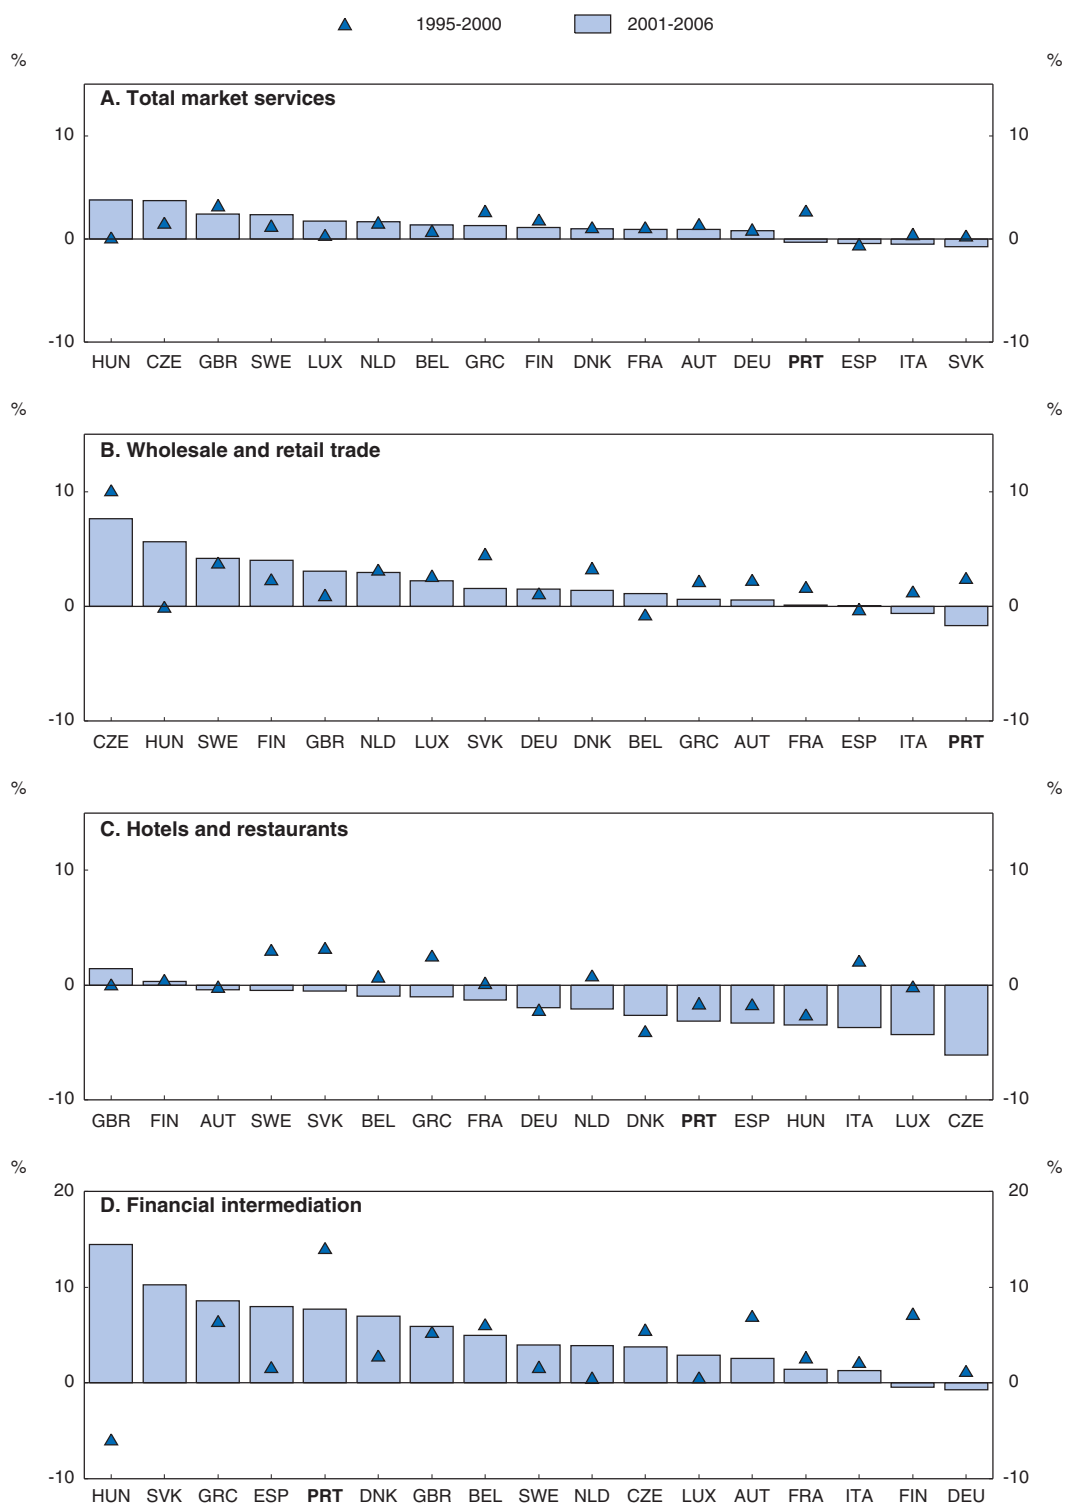 1995-2000 2001-2006
% %
A. Total market services
10 10
0 0
-10 -10
HUN CZE GBR SWE LUX NLD BEL GRC FIN DNK FRA AUT DEU PRT ESP ITA SVK
% %
B. Wholesale and retail trade
10 10
0 0
-10 -10
CZE HUN SWE FIN GBR NLD LUX SVK DEU DNK BEL GRC AUT FRA ESP ITA PRT
% %
C. Hotels and restaurants
10 10
0 0
-10 -10
GBR FIN AUT SWE SVK BEL GRC FRA DEU NLD DNK PRT ESP HUN ITA LUX CZE
% %
20 20
D. Financial intermediation
10 10
0 0
-10 -10
HUN SVK GRC ESP PRT DNK GBR BEL SWE NLD CZE LUX AUT FRA ITA FIN DEU